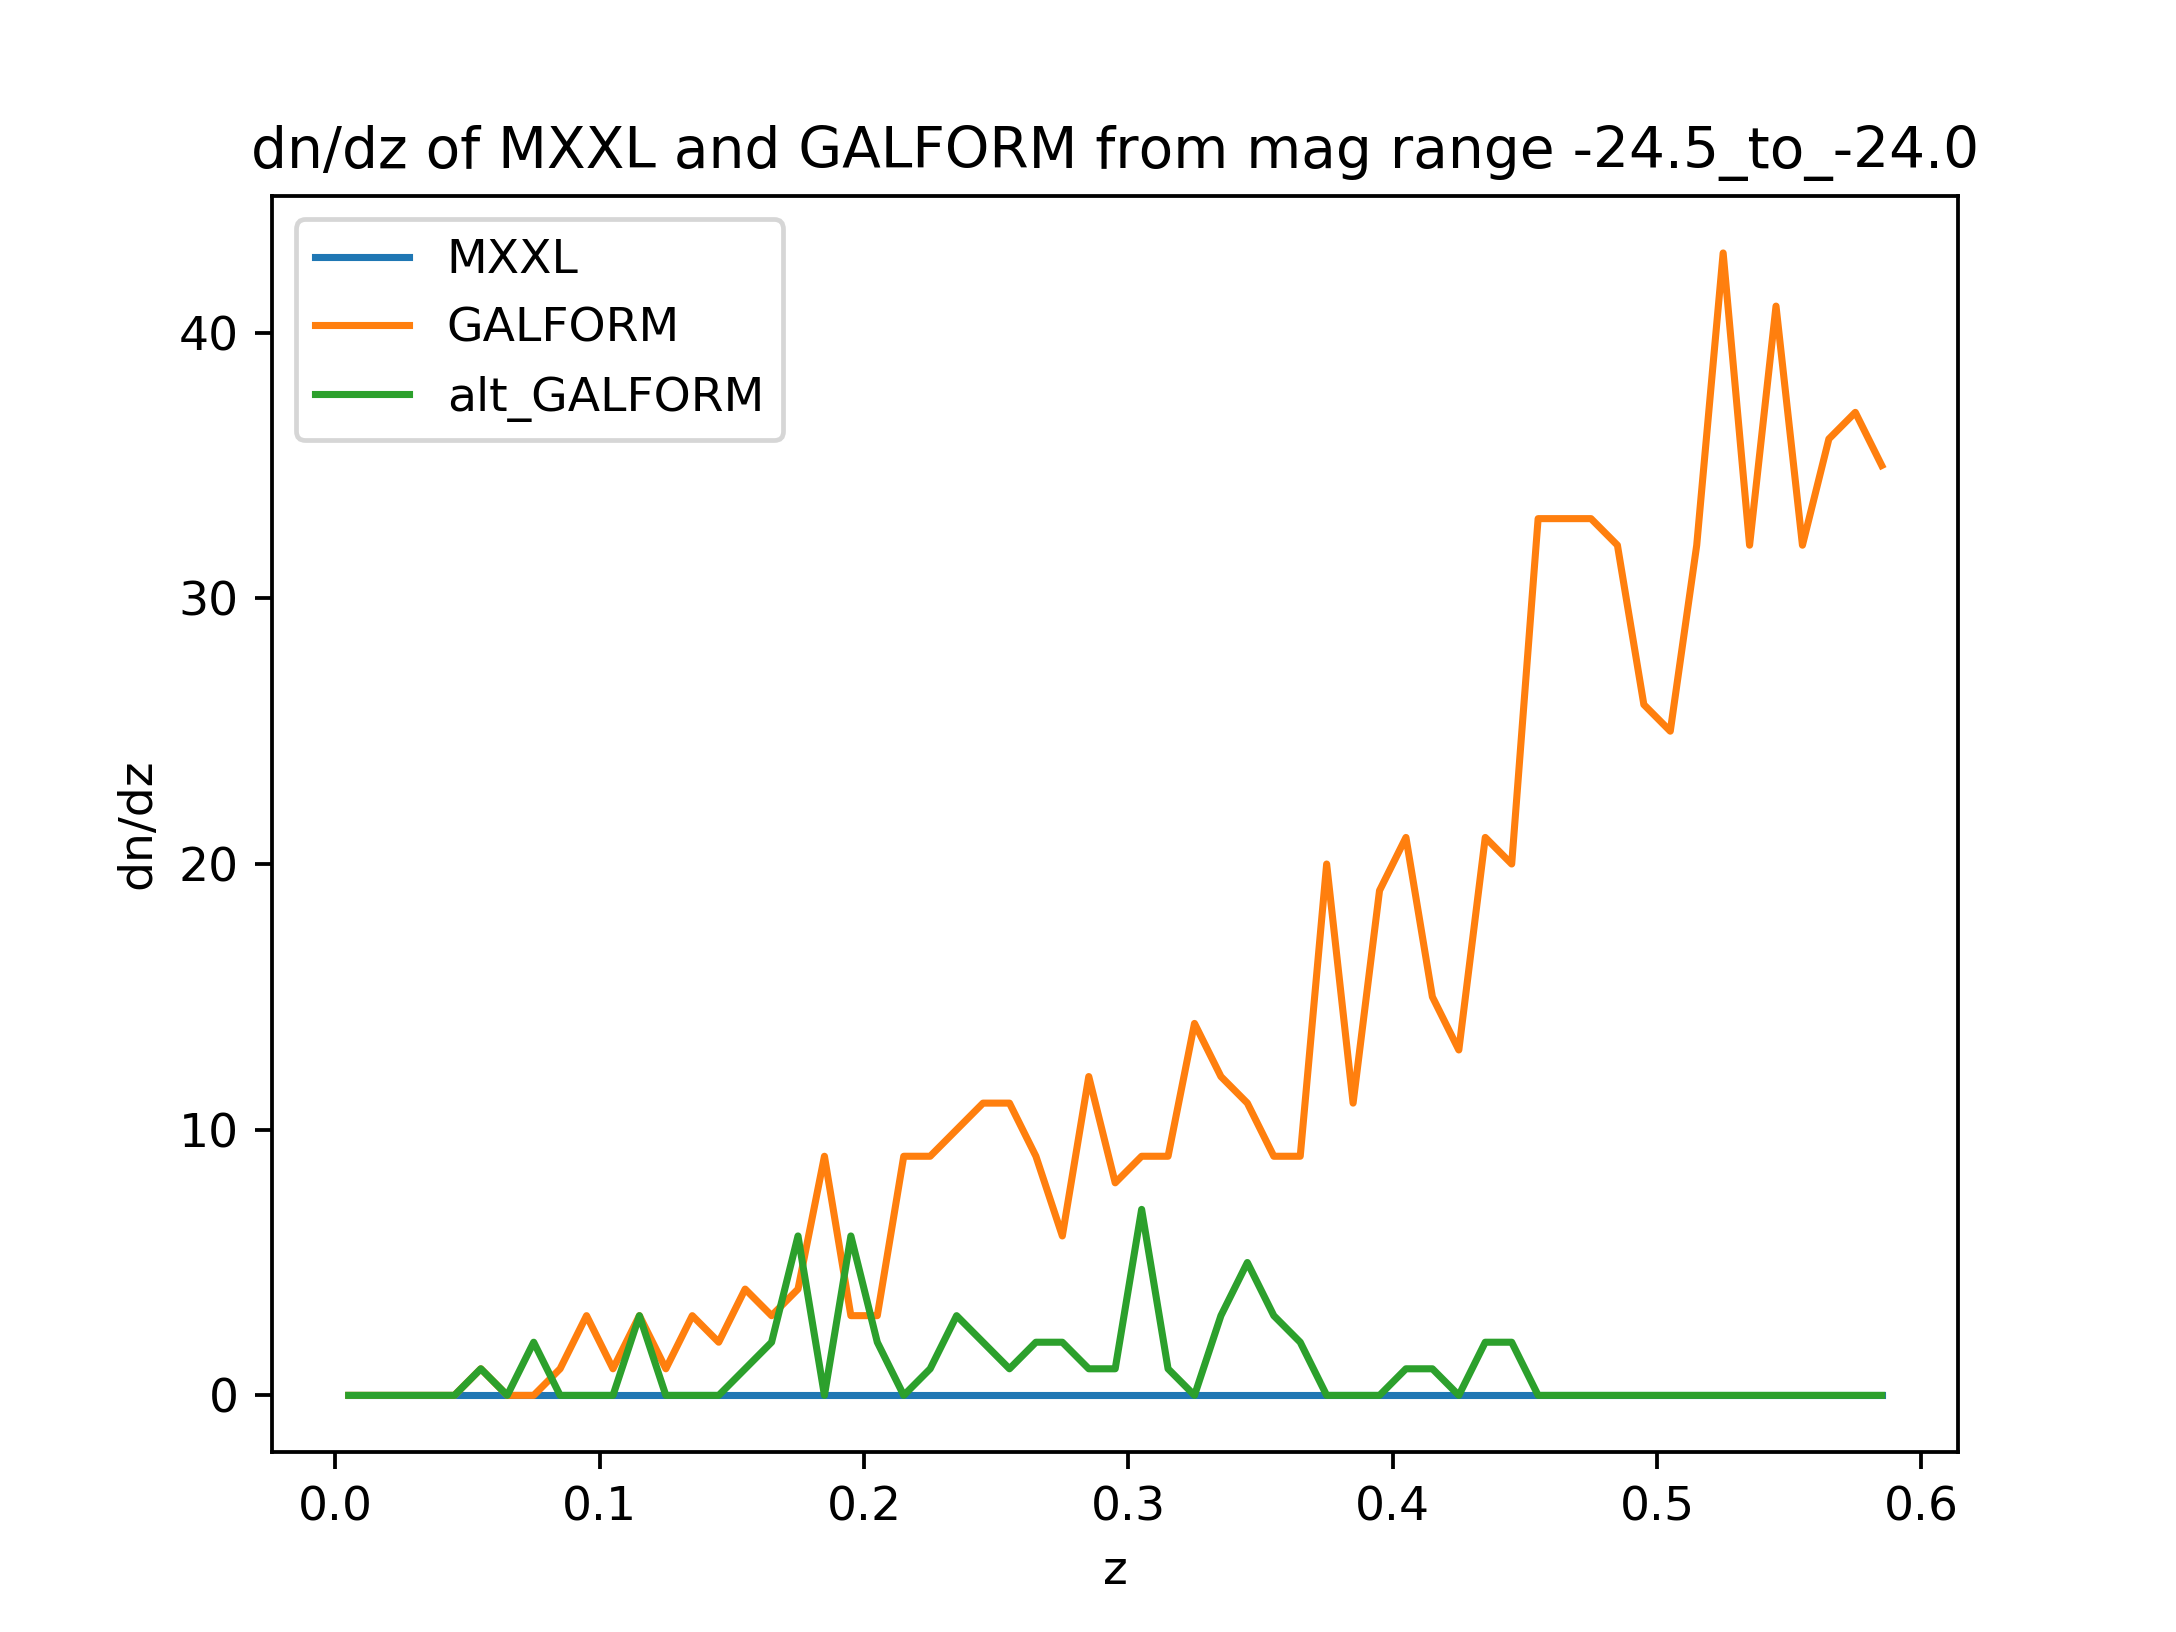 dn/dz of MXXL and GALFORM from mag range -24.5_to_-24.0
MXXL
GALFORM
alt_GALFORM
40
30
20
10
0
dn/dz
0.0 0.1 0.2 0.3 0.4 0.5 0.6
z